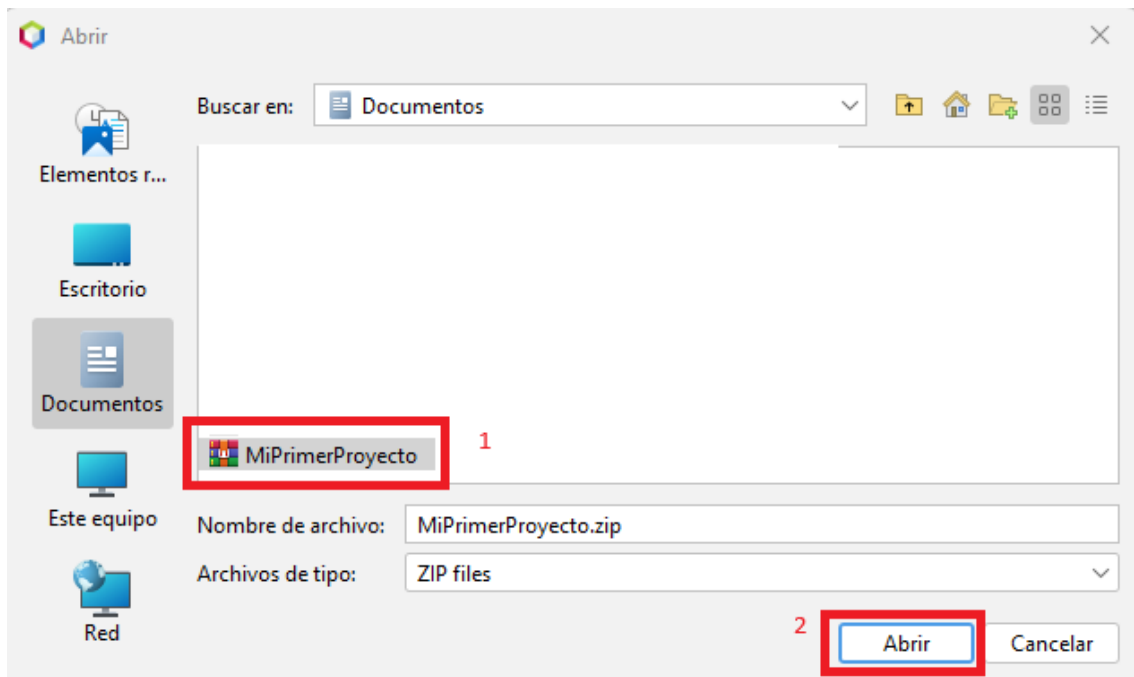 Abrir
Buscar en: Documentos
Elementos r...
Escritorio
Documentos
MiPrimerProyecto 1
Este equipo
Nombre de archivo: MiPrimerProyecto.zip
Archivos de tipo: ZIP files
Red
2 Abrir Cancelar